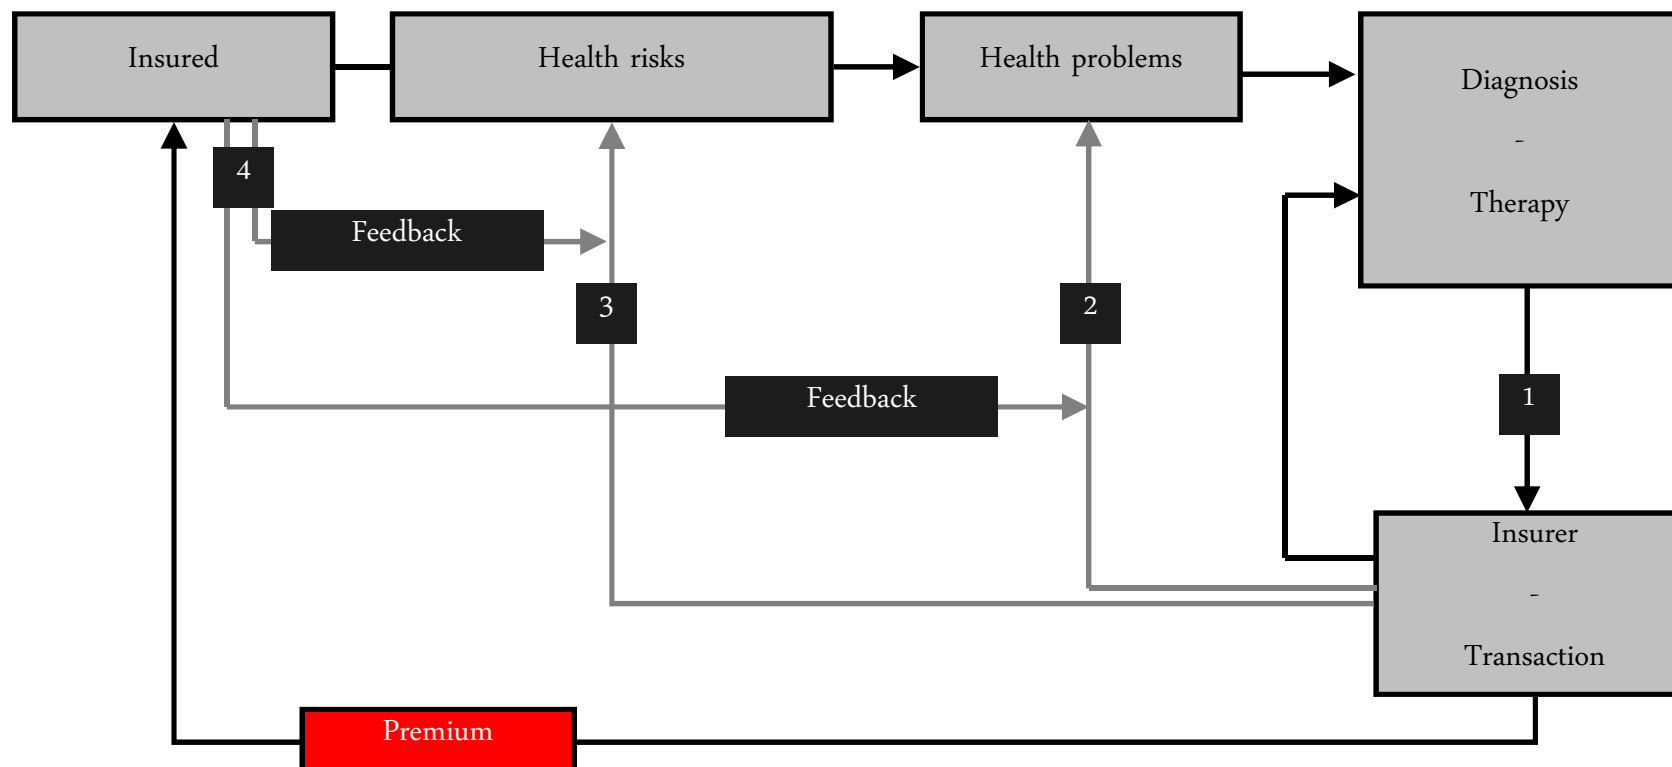 Insured
Health risks
Health problems
Diagnosis
-
Therapy
4
Feedback
3
2
Feedback
1
Insurer
-
Transaction
Premium